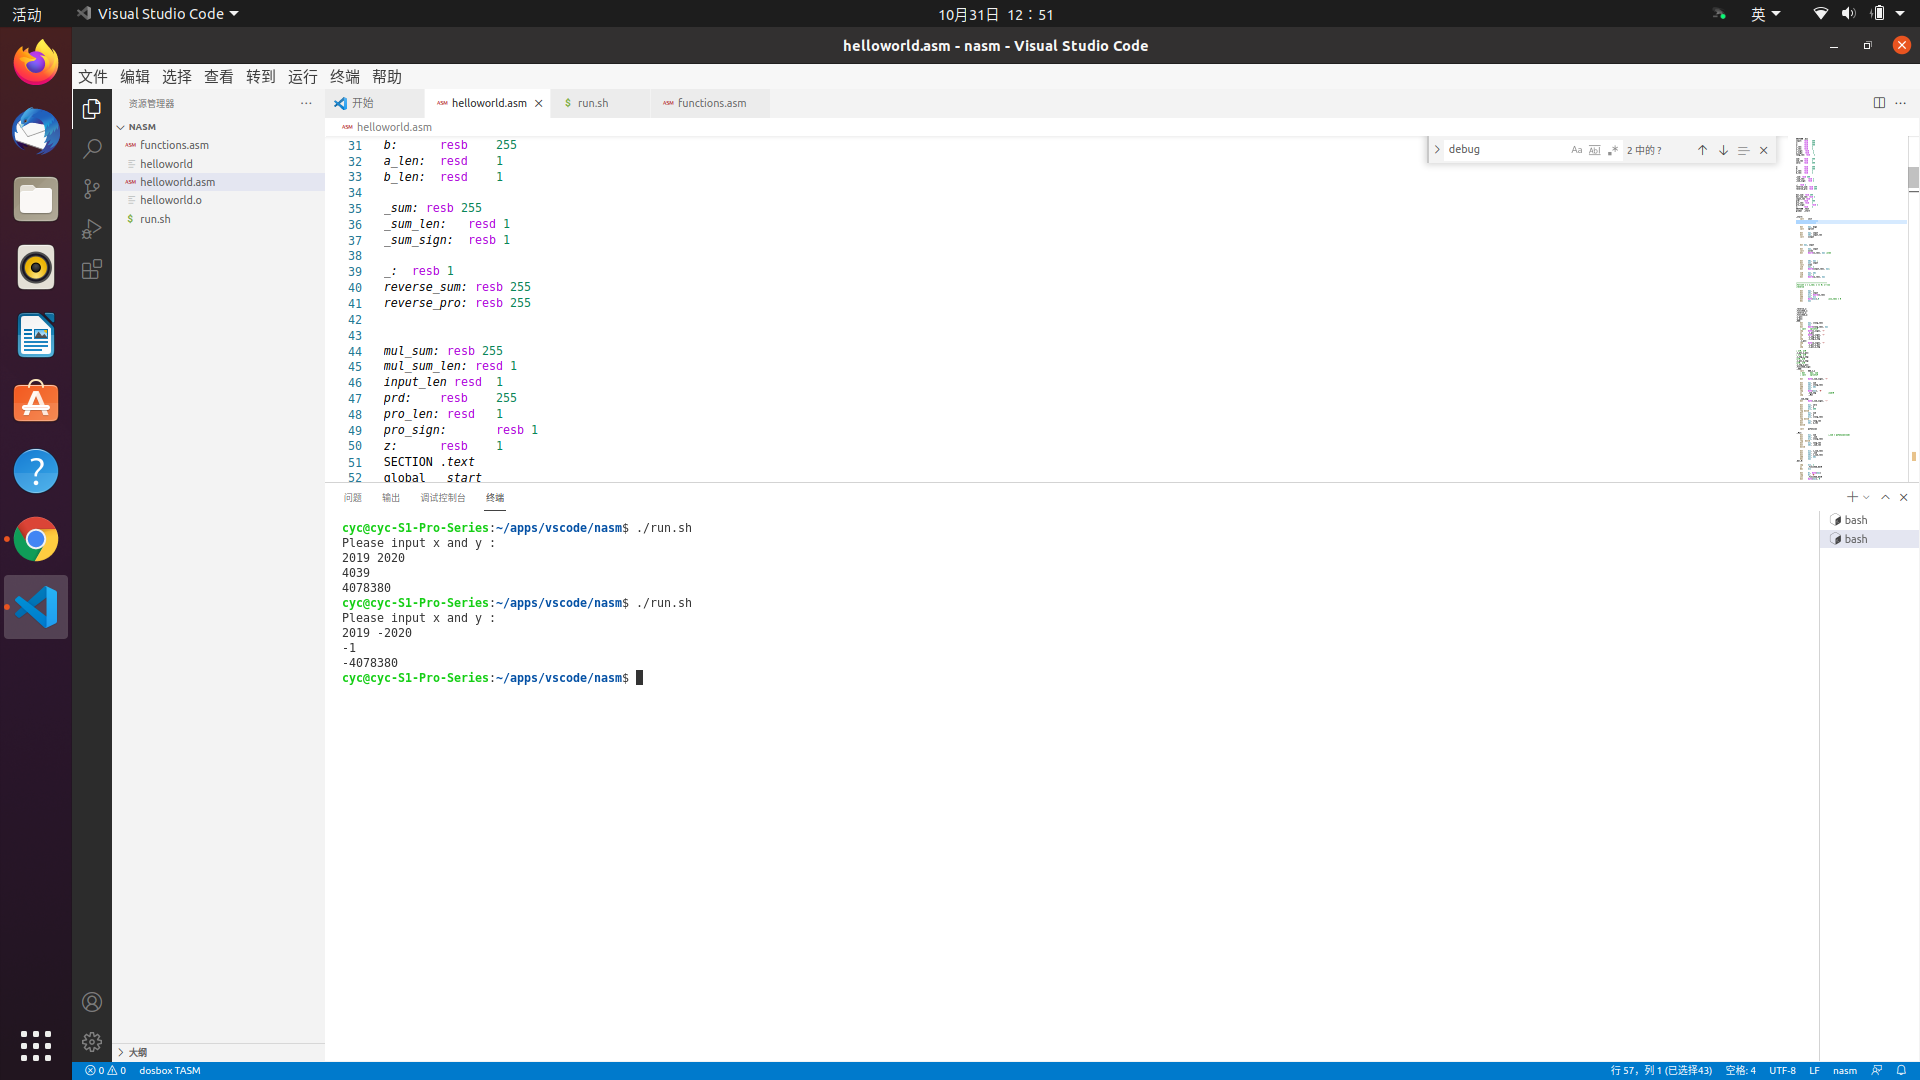 活动
Visual Studio Code
10月31日 12：51
英
helloworld.asm - nasm - Visual Studio Code
文件 编辑 选择 查看 转到 运行 终端 帮助
资源管理器
NASM
functions.asm
helloworld
helloworld.asm
helloworld.o
run.sh
大纲
开始
helloworld.asm
run.sh
functions.asm
helloworld.asm
debug
Aa
Abl
2 中的 ?
31 b: resb 255
32 a_len: resd 1
33 b_len: resd 1
34
35 _sum: resb 255
36 _sum_len: resd 1
37 _sum_sign: resb 1
38
39 _: resb 1
40 reverse_sum: resb 255
41 reverse_pro: resb 255
42
43
44 mul_sum: resb 255
45 mul_sum_len: resd 1
46 input_len resd 1
47 prd: resb 255
48 pro_len: resd 1
49 pro_sign: resb 1
50 z: resb 1
51 SECTION .text
52 global _start
问题 输出 调试控制台 终端
cyc@cyc-S1-Pro-Series:~/apps/vscode/nasm$ ./run.sh
Please input x and y :
2019 2020
4039
4078380
cyc@cyc-S1-Pro-Series:~/apps/vscode/nasm$ ./run.sh
Please input x and y :
2019 -2020
-1
-4078380
cyc@cyc-S1-Pro-Series:~/apps/vscode/nasm$
bash
bash
0 0 dosbox TASM
行 57，列 1 (已选择43) 空格: 4 UTF-8 LF nasm